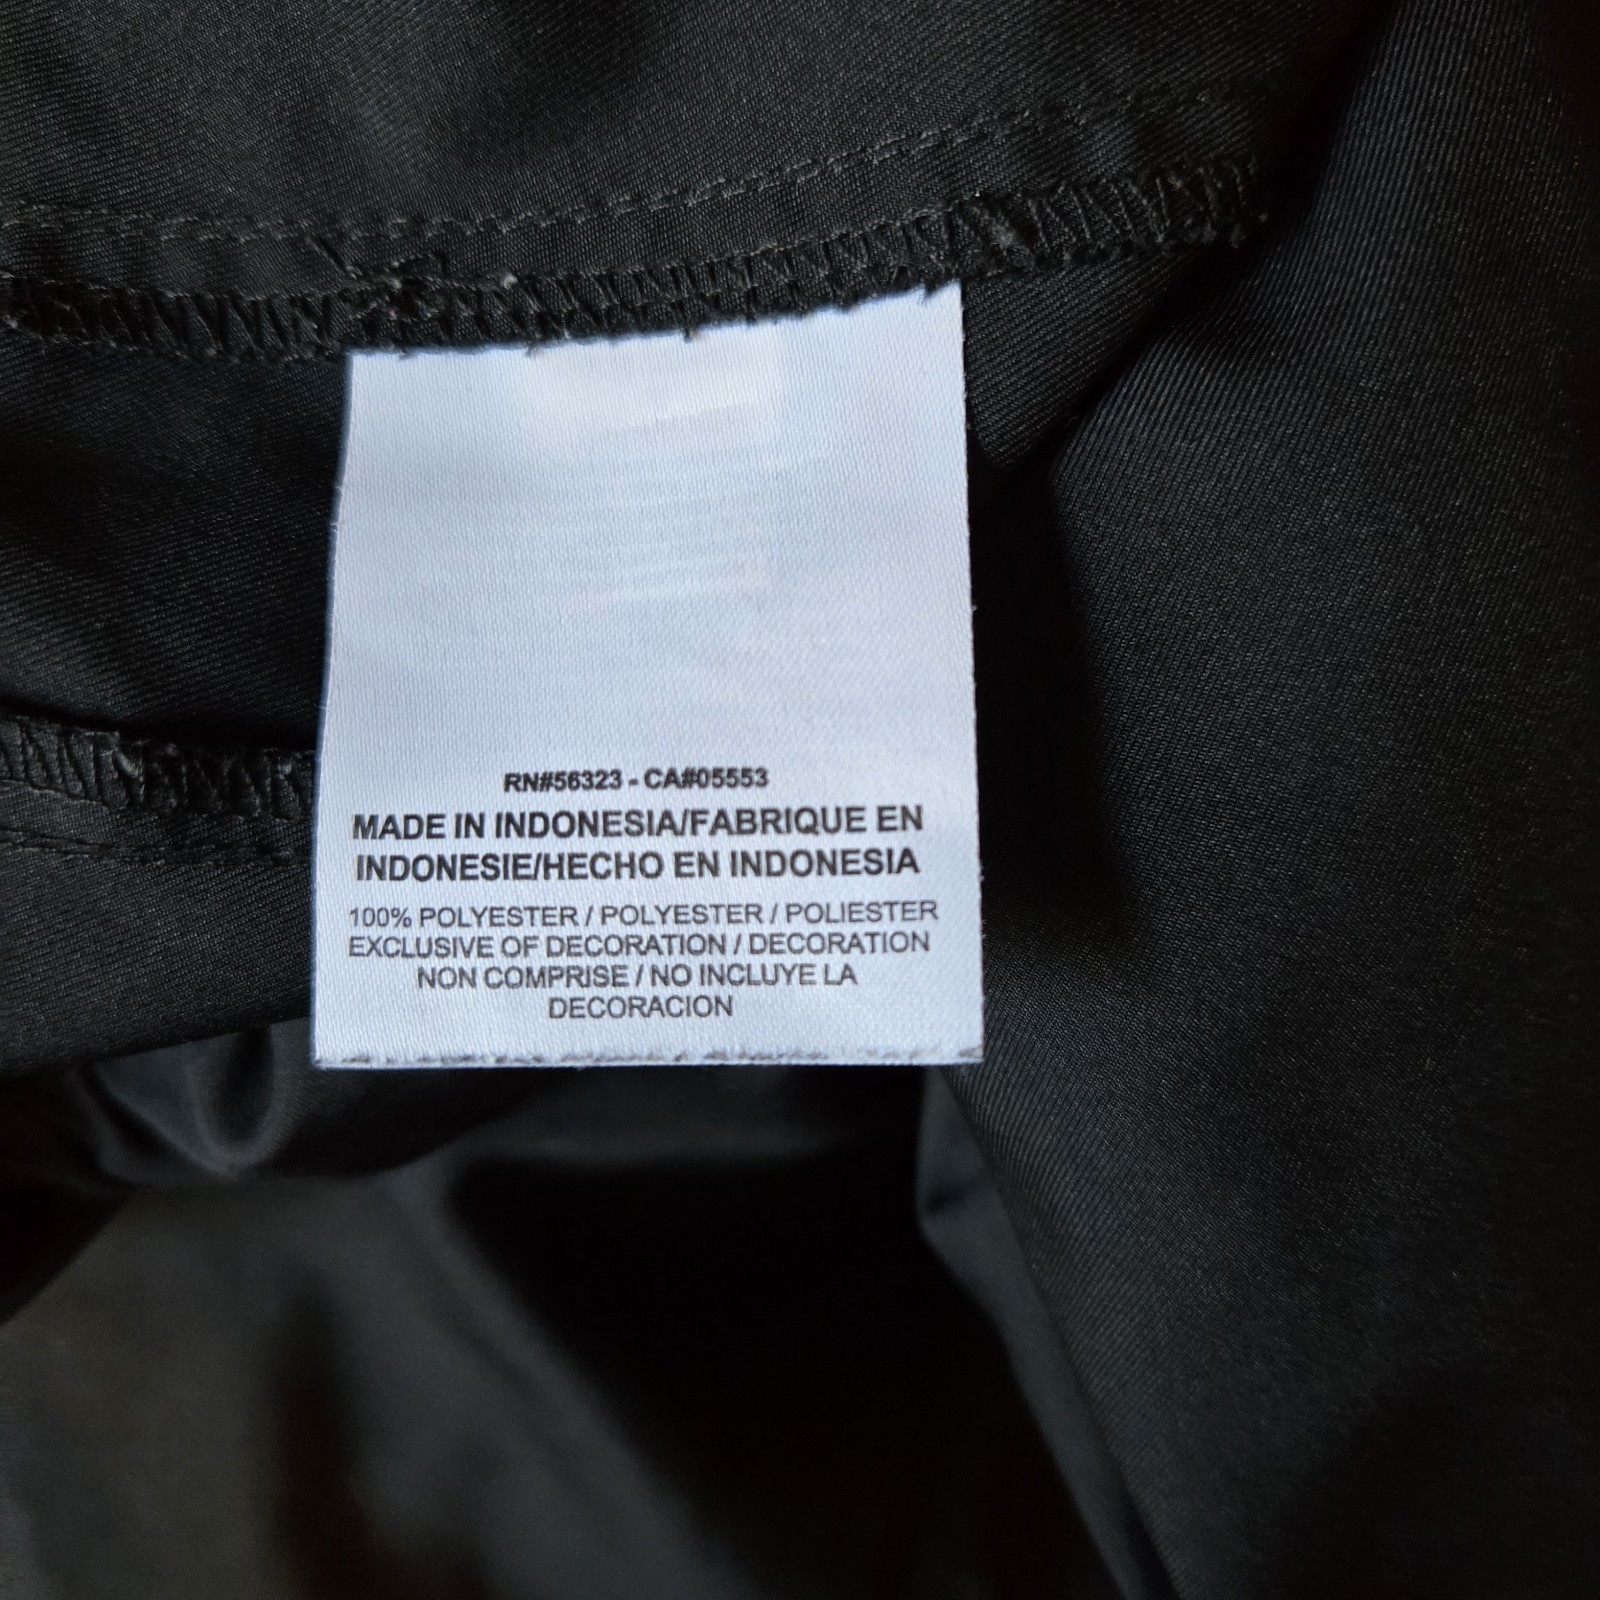 RN#56323 - CA#05553
MADE IN INDONESIA/FABRIQUE EN
INDONESIE/HECHO EN INDONESIA
100% POLYESTER / POLYESTER / POLIESTER
EXCLUSIVE OF DECORATION / DECORATION
NON COMPRISE / NO INCLUYE LA
DECORACION